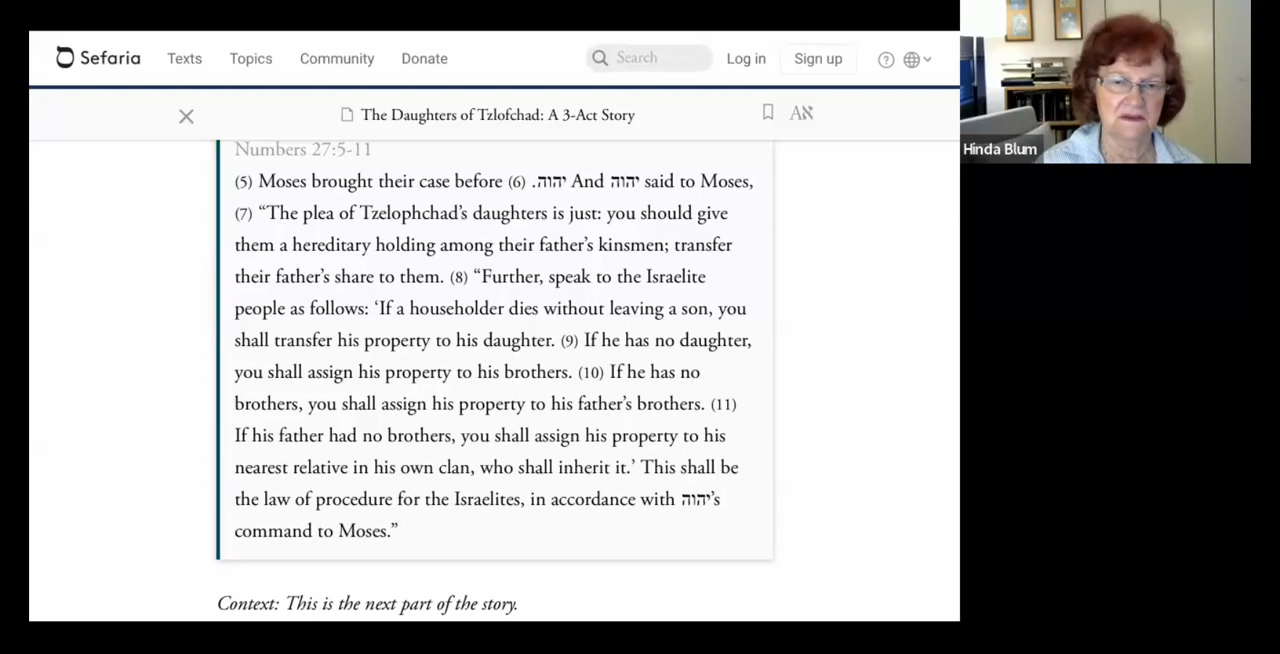 Sefaria Texts Topics Community Donate Search Log in Sign up
The Daughters of Tzlofchad: A 3-Act Story Aא
Numbers 27:5-11
(5) Moses brought their case before יהוה. (6) And יהוה said to Moses,
(7) “The plea of Tzelophchad’s daughters is just: you should give
them a hereditary holding among their father’s kinsmen; transfer
their father’s share to them. (8) “Further, speak to the Israelite
people as follows: ‘If a householder dies without leaving a son, you
shall transfer his property to his daughter. (9) If he has no daughter,
you shall assign his property to his brothers. (10) If he has no
brothers, you shall assign his property to his father’s brothers. (11)
If his father had no brothers, you shall assign his property to his
nearest relative in his own clan, who shall inherit it.’ This shall be
the law of procedure for the Israelites, in accordance with יהוה’s
command to Moses.”
Context: This is the next part of the story.
Hinda Blum